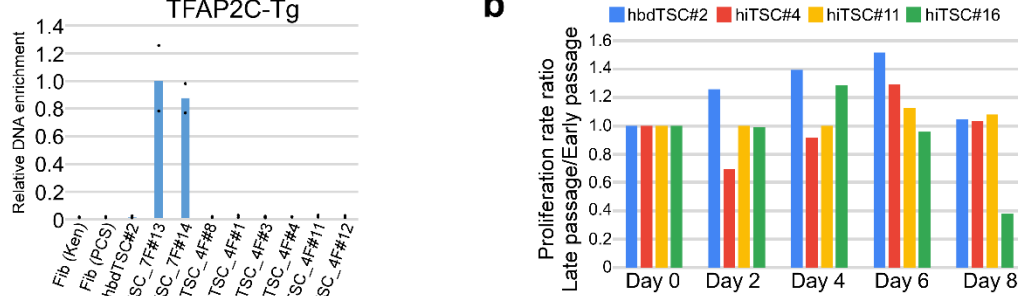 TFAP2C-Tg
Relative DNA enrichment
1.4
1.2
1.0
0.8
0.6
0.4
0.2
0
Fib (Ken)
Fib (PCS)
hbdTSC#2
TSC_7F#13
TSC_7F#14
TSC_4F#8
TSC_4F#1
TSC_4F#3
TSC_4F#4
TSC_4F#11
TSC_4F#12
b
hbdTSC#2 hiTSC#4 hiTSC#11 hiTSC#16
Proliferation rate ratio
Late passage/Early passage
1.6
1.4
1.2
1.0
0.8
0.6
0.4
0.2
0
Day 0 Day 2 Day 4 Day 6 Day 8